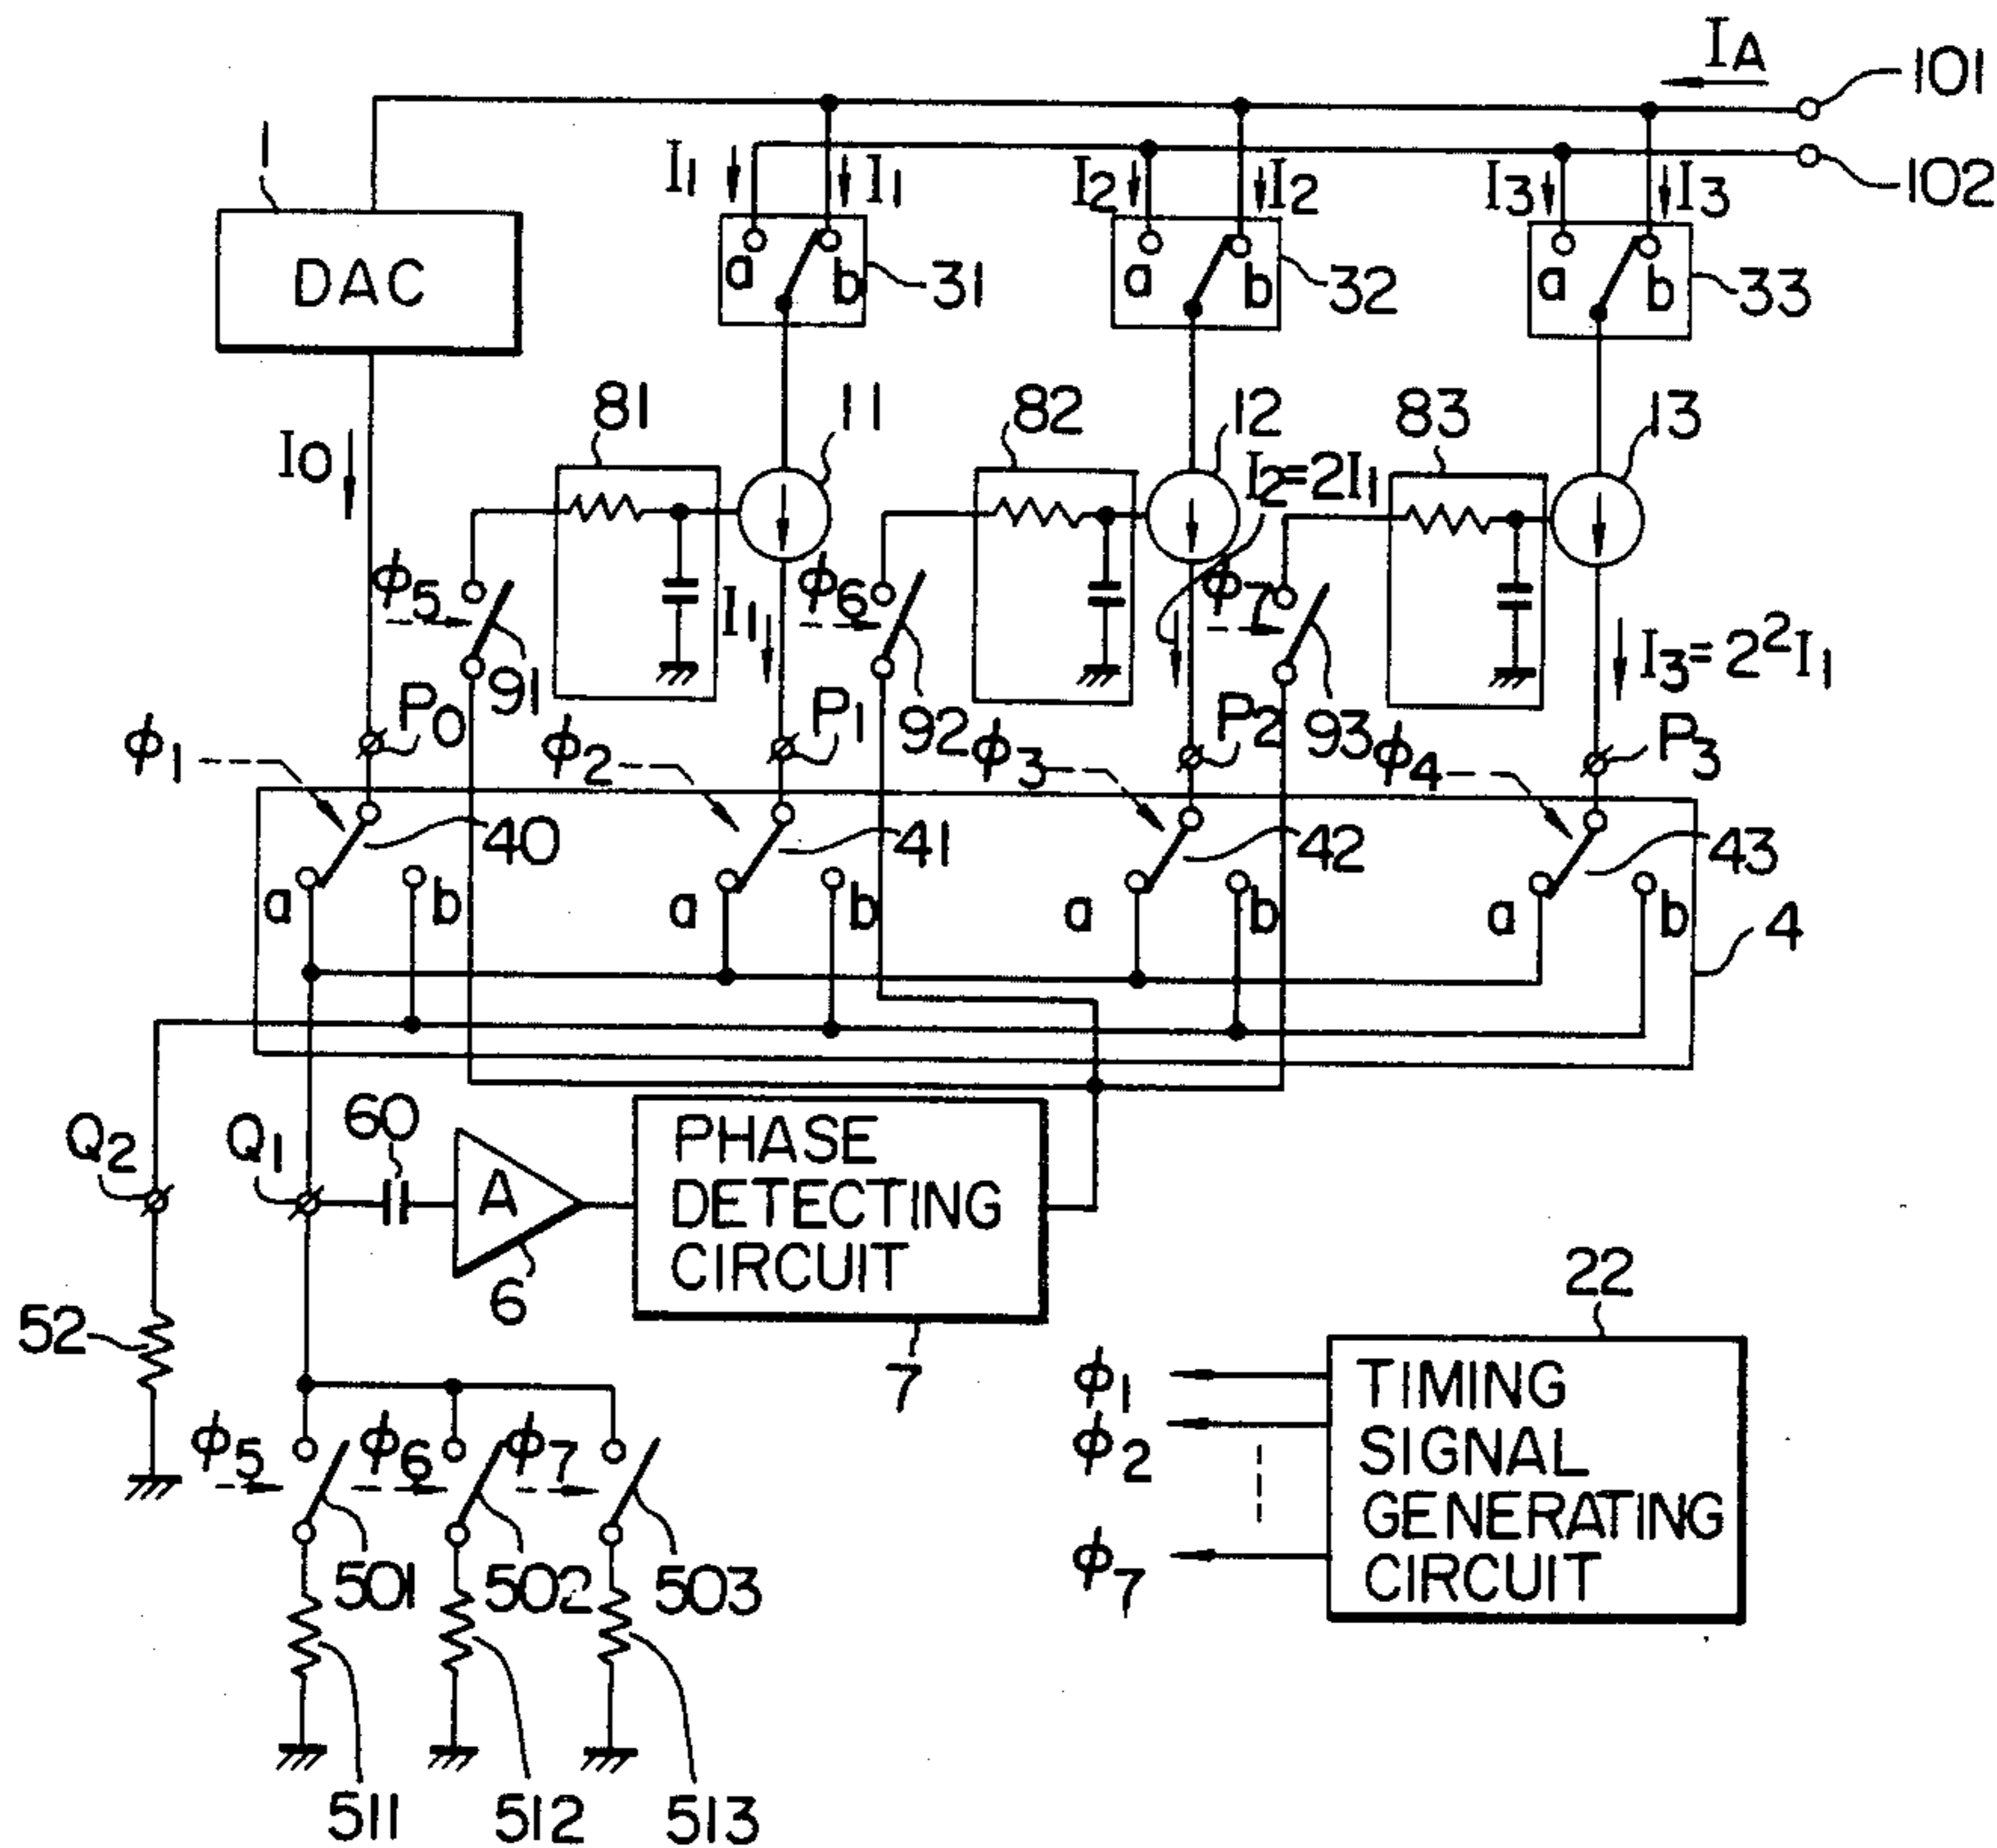 IA
101
102
1
DAC
I1 I1
I2 I2
I3 I3
a b 31
a b 32
a b 33
I0
81
11
82
12
I2=2I1
83
13
ϕ5
91
I1
ϕ6
92
ϕ7
93
I3=2²I1
P0
P1
P2
P3
ϕ1
ϕ2
ϕ3
ϕ4
40
41
42
43
a b
a b
a b
a b
4
Q2
Q1
60
A
6
PHASE
DETECTING
CIRCUIT
7
52
22
ϕ1
ϕ2
ϕ7
TIMING
SIGNAL
GENERATING
CIRCUIT
ϕ5
ϕ6
ϕ7
501
502
503
511
512
513